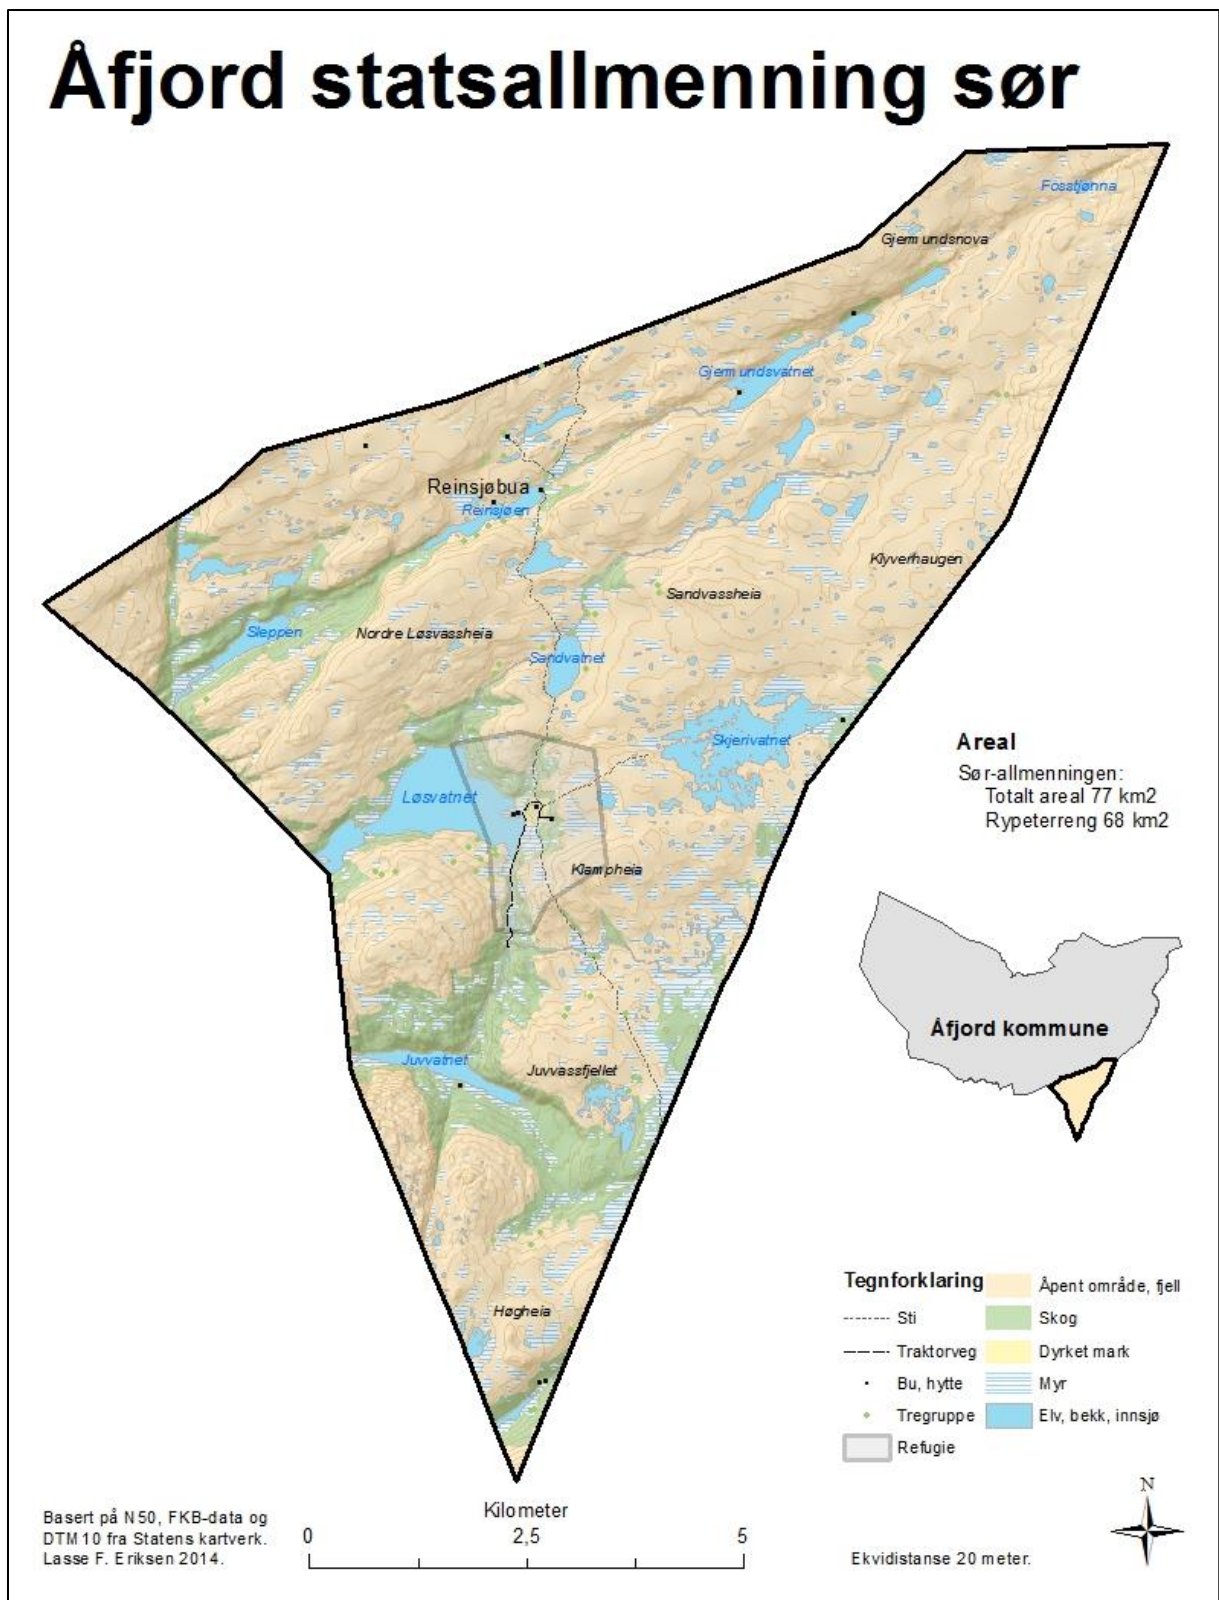 Åfjord statsallmenning sør
Fosstjønna
Gjermundsnova
Gjermundsvatnet
Reinsjøbua
Reinsjøen
Klyverhaugen
Sandvassheia
Sleppen
Nordre Løsvassheia
Sandvatnet
Skjerivatnet
Løsvatnet
Klampheia
Juvvatnet
Juvvassfjellet
Høgheia
Areal
Sør-allmenningen:
Totalt areal 77 km2
Rypeterreng 68 km2
Åfjord kommune
Tegnforklaring
Sti
Traktorveg
Bu, hytte
Tregruppe
Refugie
Åpent område, fjell
Skog
Dyrket mark
Myr
Elv, bekk, innsjø
Basert på N50, FKB-data og
DTM10 fra Statens kartverk.
Lasse F. Eriksen 2014.
Kilometer
0 2,5 5
Ekvidistanse 20 meter.
N